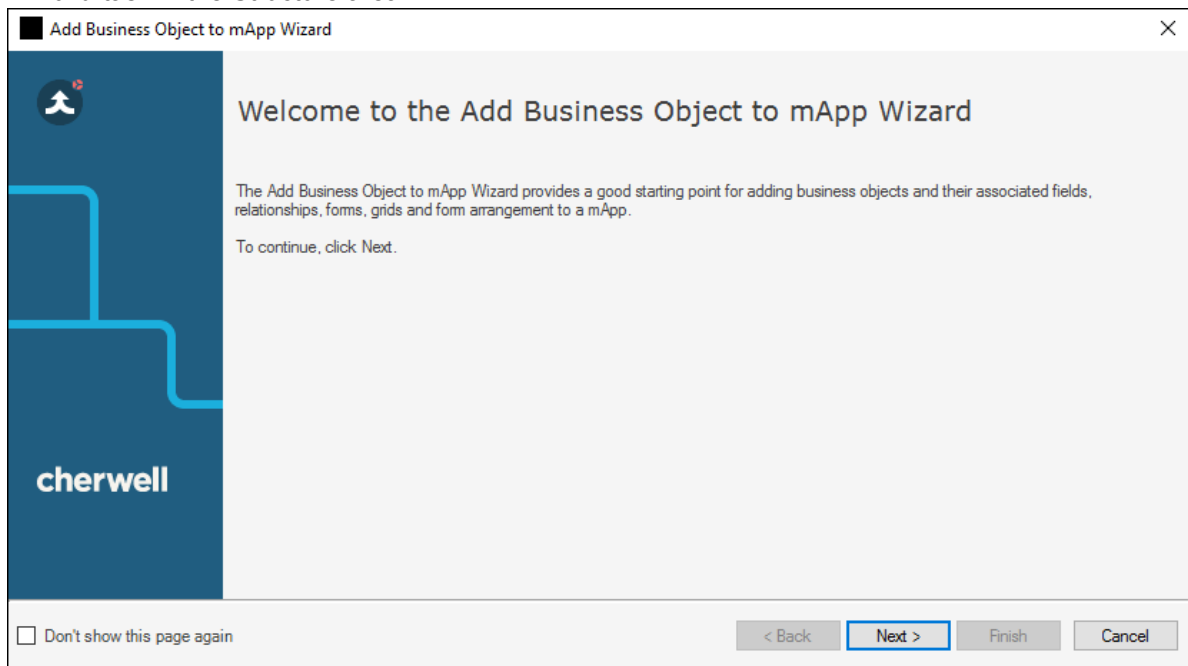 Add Business Object to mApp Wizard
Welcome to the Add Business Object to mApp Wizard
The Add Business Object to mApp Wizard provides a good starting point for adding business objects and their associated fields,
relationships, forms, grids and form arrangement to a mApp.
To continue, click Next.
cherwell
Don't show this page again
< Back Next > Finish Cancel